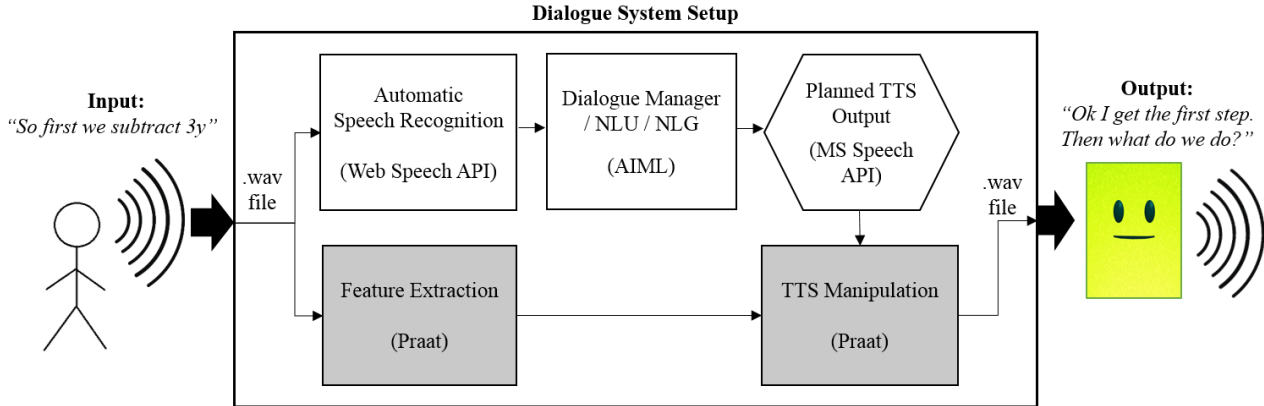 Dialogue System Setup
Input:
“So first we subtract 3y”
.wav
file
Automatic
Speech Recognition
(Web Speech API)
Dialogue Manager
/ NLU / NLG
(AIML)
Planned TTS
Output
(MS Speech
API)
Feature Extraction
(Praat)
TTS Manipulation
(Praat)
.wav
file
Output:
“Ok I get the first step.
Then what do we do?”